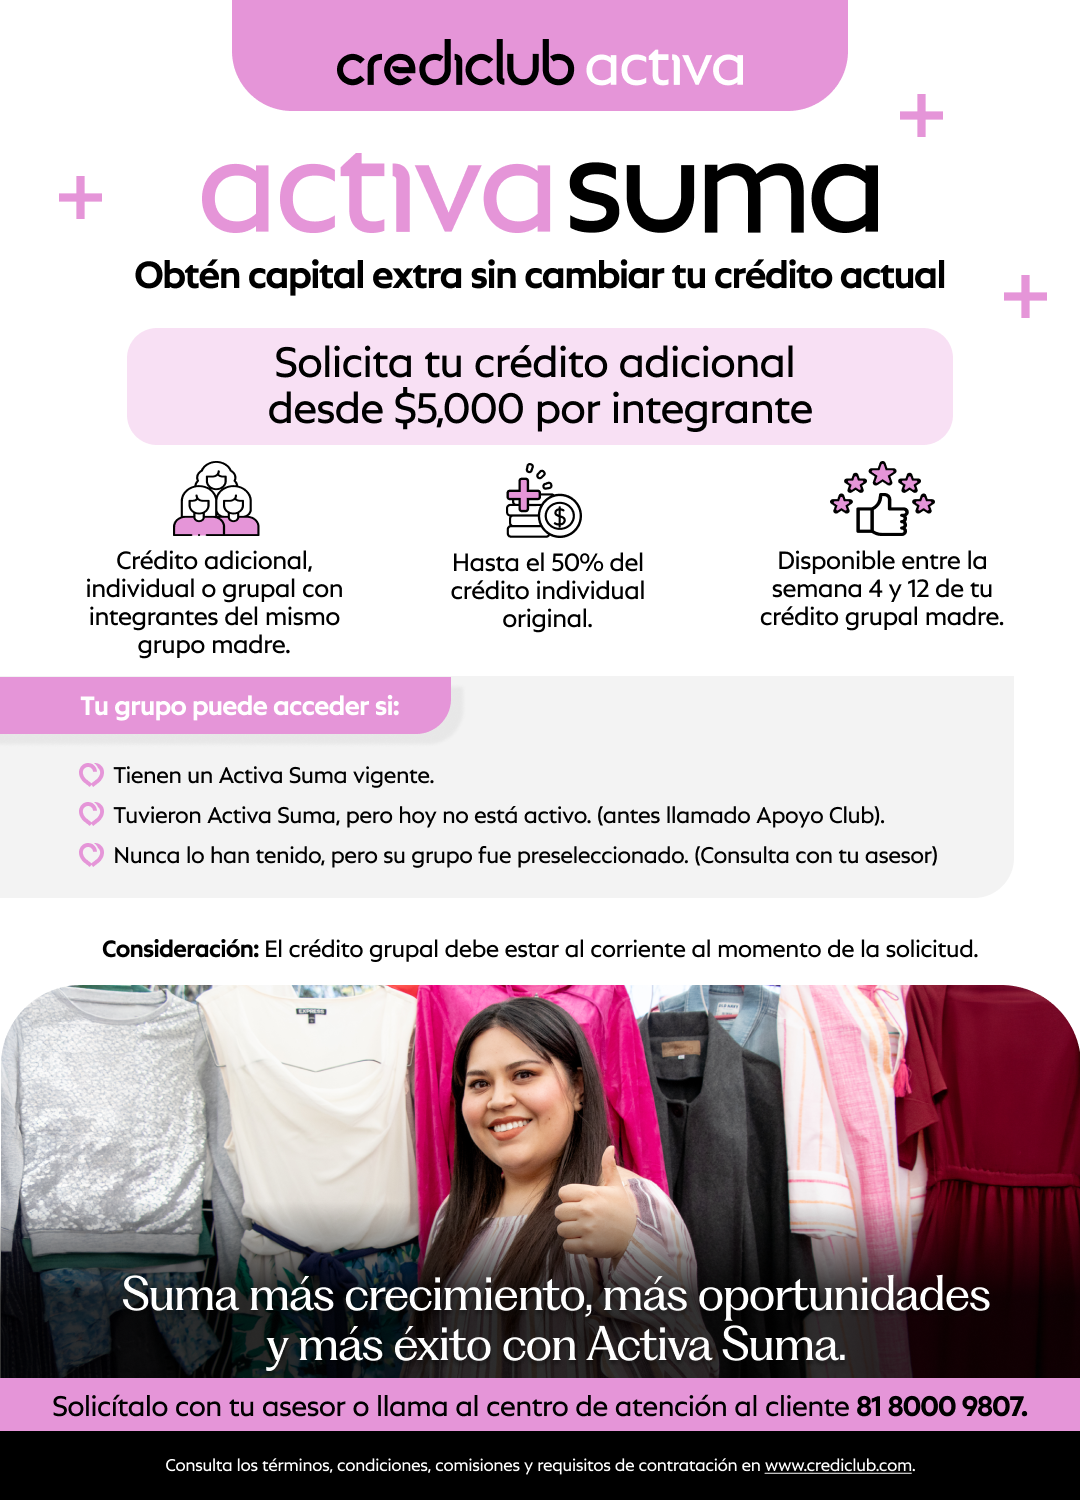 crediclub activa
activa suma
Obtén capital extra sin cambiar tu crédito actual
Solicita tu crédito adicional
desde $5,000 por integrante
Crédito adicional,
individual o grupal con
integrantes del mismo
grupo madre.
Hasta el 50% del
crédito individual
original.
Disponible entre la
semana 4 y 12 de tu
crédito grupal madre.
Tu grupo puede acceder si:
Tienen un Activa Suma vigente.
Tuvieron Activa Suma, pero hoy no está activo. (antes llamado Apoyo Club).
Nunca lo han tenido, pero su grupo fue preseleccionado. (Consulta con tu asesor)
Consideración: El crédito grupal debe estar al corriente al momento de la solicitud.
EXPRESS
OLD NAVY
Suma más crecimiento, más oportunidades
y más éxito con Activa Suma.
Solicítalo con tu asesor o llama al centro de atención al cliente 81 8000 9807.
Consulta los términos, condiciones, comisiones y requisitos de contratación en www.crediclub.com.